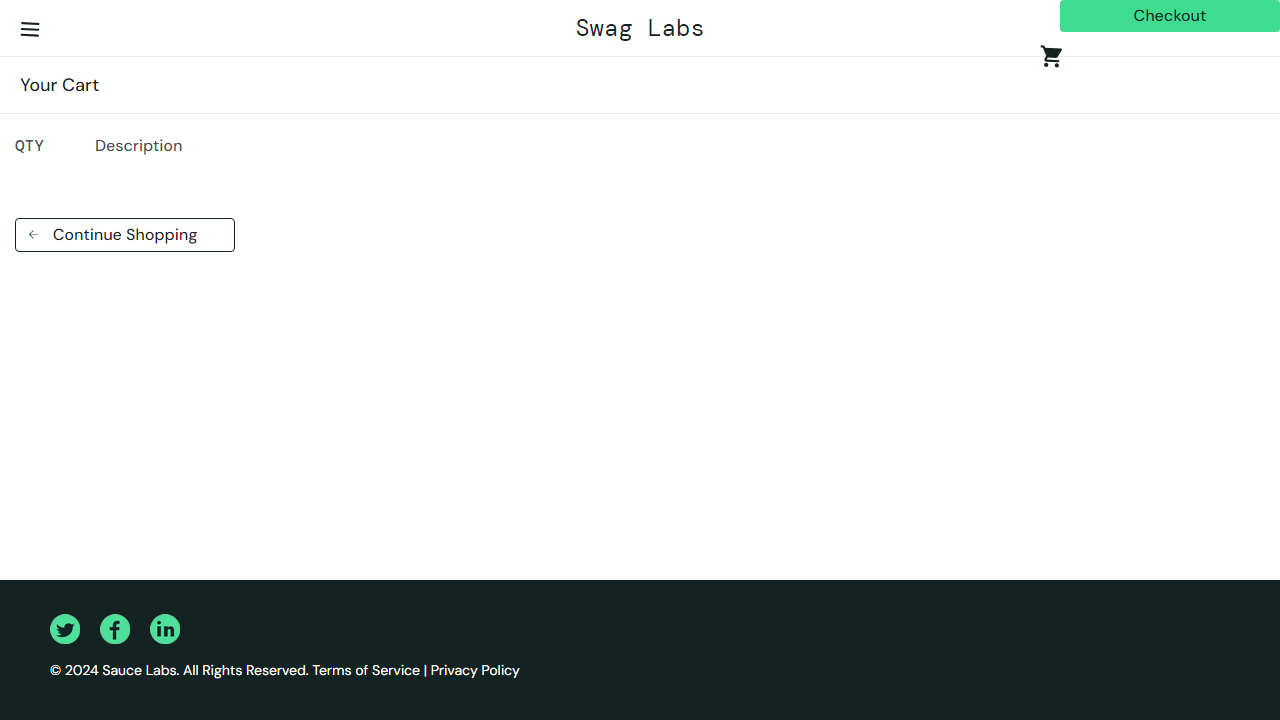 Swag Labs
Checkout
Your Cart
QTY Description
Continue Shopping
© 2024 Sauce Labs. All Rights Reserved. Terms of Service | Privacy Policy